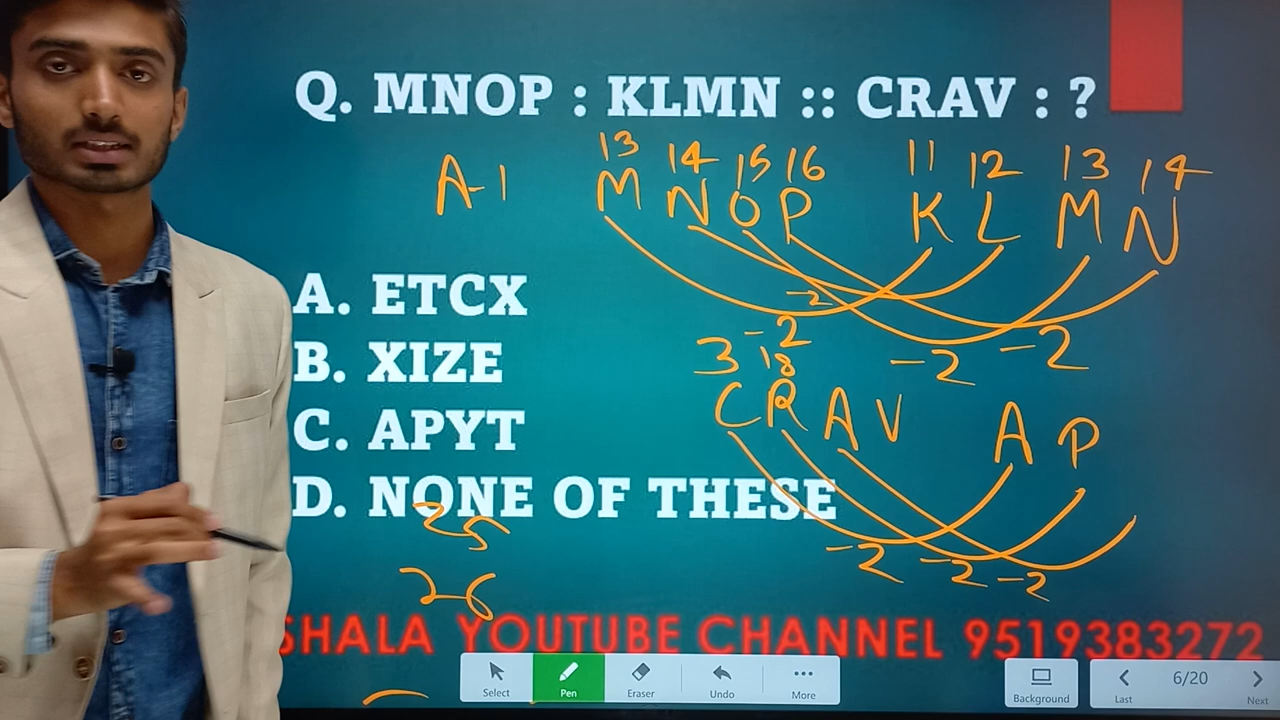 Q. MNOP : KLMN :: CRAV : ?
13 14 15 16 11 12 13 14
A-1 M N O P K L M N
A. ETCX
-2
-2 -2 -2
B. XIZE
3 18
C R A V A P
C. APYT
D. NONE OF THESE
25
-2 -2 -2
26
SHALA YOUTUBE CHANNEL 9519383272
Select Pen Eraser Undo More Background Last 6/20 Next